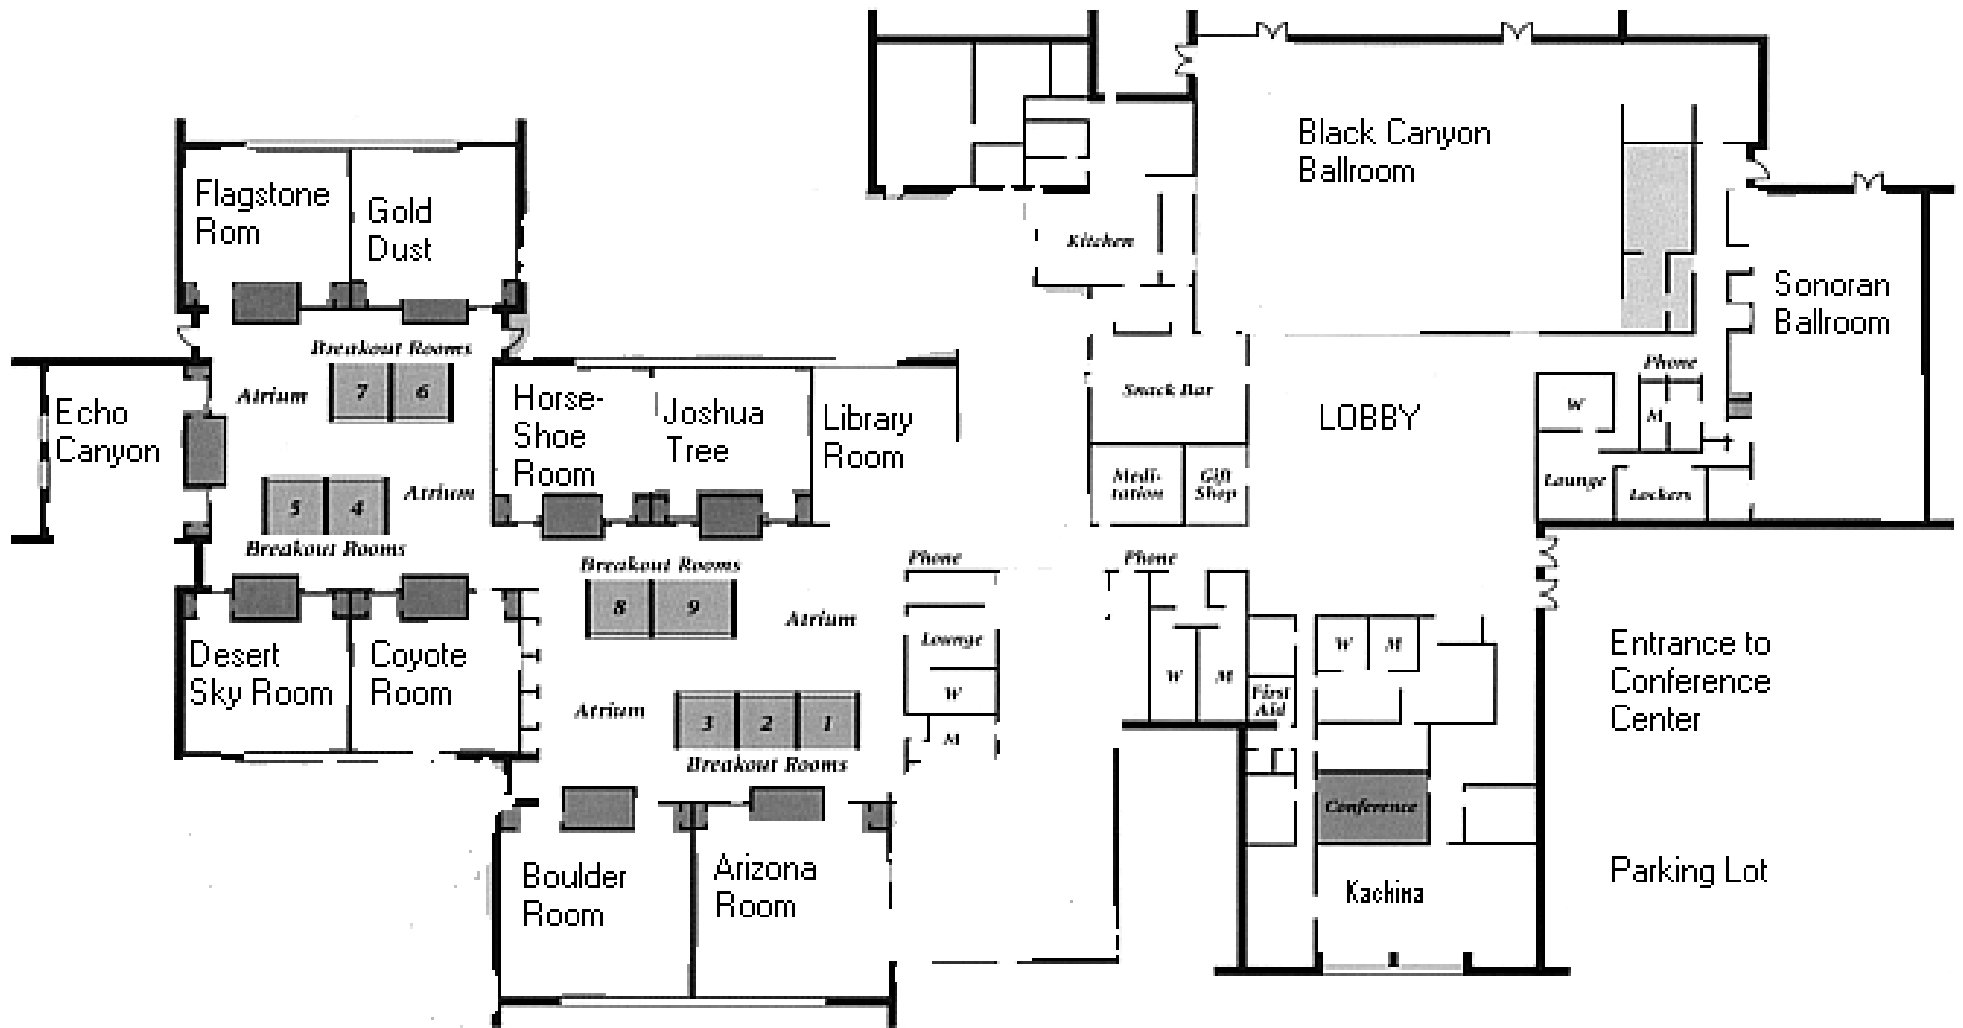 Black Canyon
Ballroom
Flagstone
Rom
Gold
Dust
Kitchen
Sonoran
Ballroom
Breakout Rooms
Atrium
7
6
Echo
Canyon
Horse-
Shoe
Room
Joshua
Tree
Library
Room
Snack Bar
LOBBY
Phone
W
M
Medi-
tation
Gift
Shop
Lounge
Lockers
5
4
Atrium
Breakout Rooms
Breakout Rooms
8
9
Atrium
Phone
Phone
Lounge
W
M
W
M
First
Aid
W
M
Entrance to
Conference
Center
Desert
Sky Room
Coyote
Room
Atrium
3
2
1
Breakout Rooms
Conference
Boulder
Room
Arizona
Room
Kachina
Parking Lot